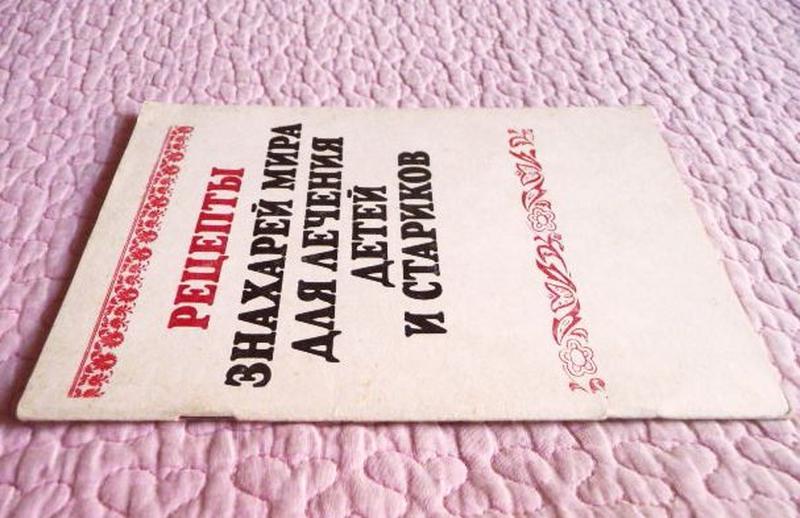 РЕЦЕПТЫ
ЗНАХАРЕЙ МИРА
ДЛЯ ЛЕЧЕНИЯ
ДЕТЕЙ
И СТАРИКОВ